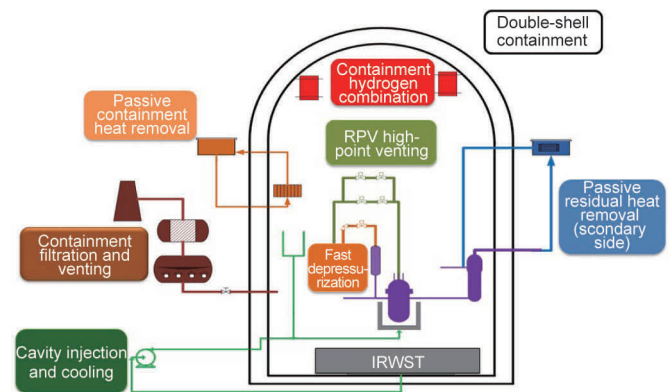 Double-shell
containment
Containment
hydrogen
combination
Passive
containment
heat removal
RPV high-
point venting
Passive
residual heat
removal
(scondary
side)
Containment
filtration and
venting
Fast
depressu-
rization
Cavity injection
and cooling
IRWST